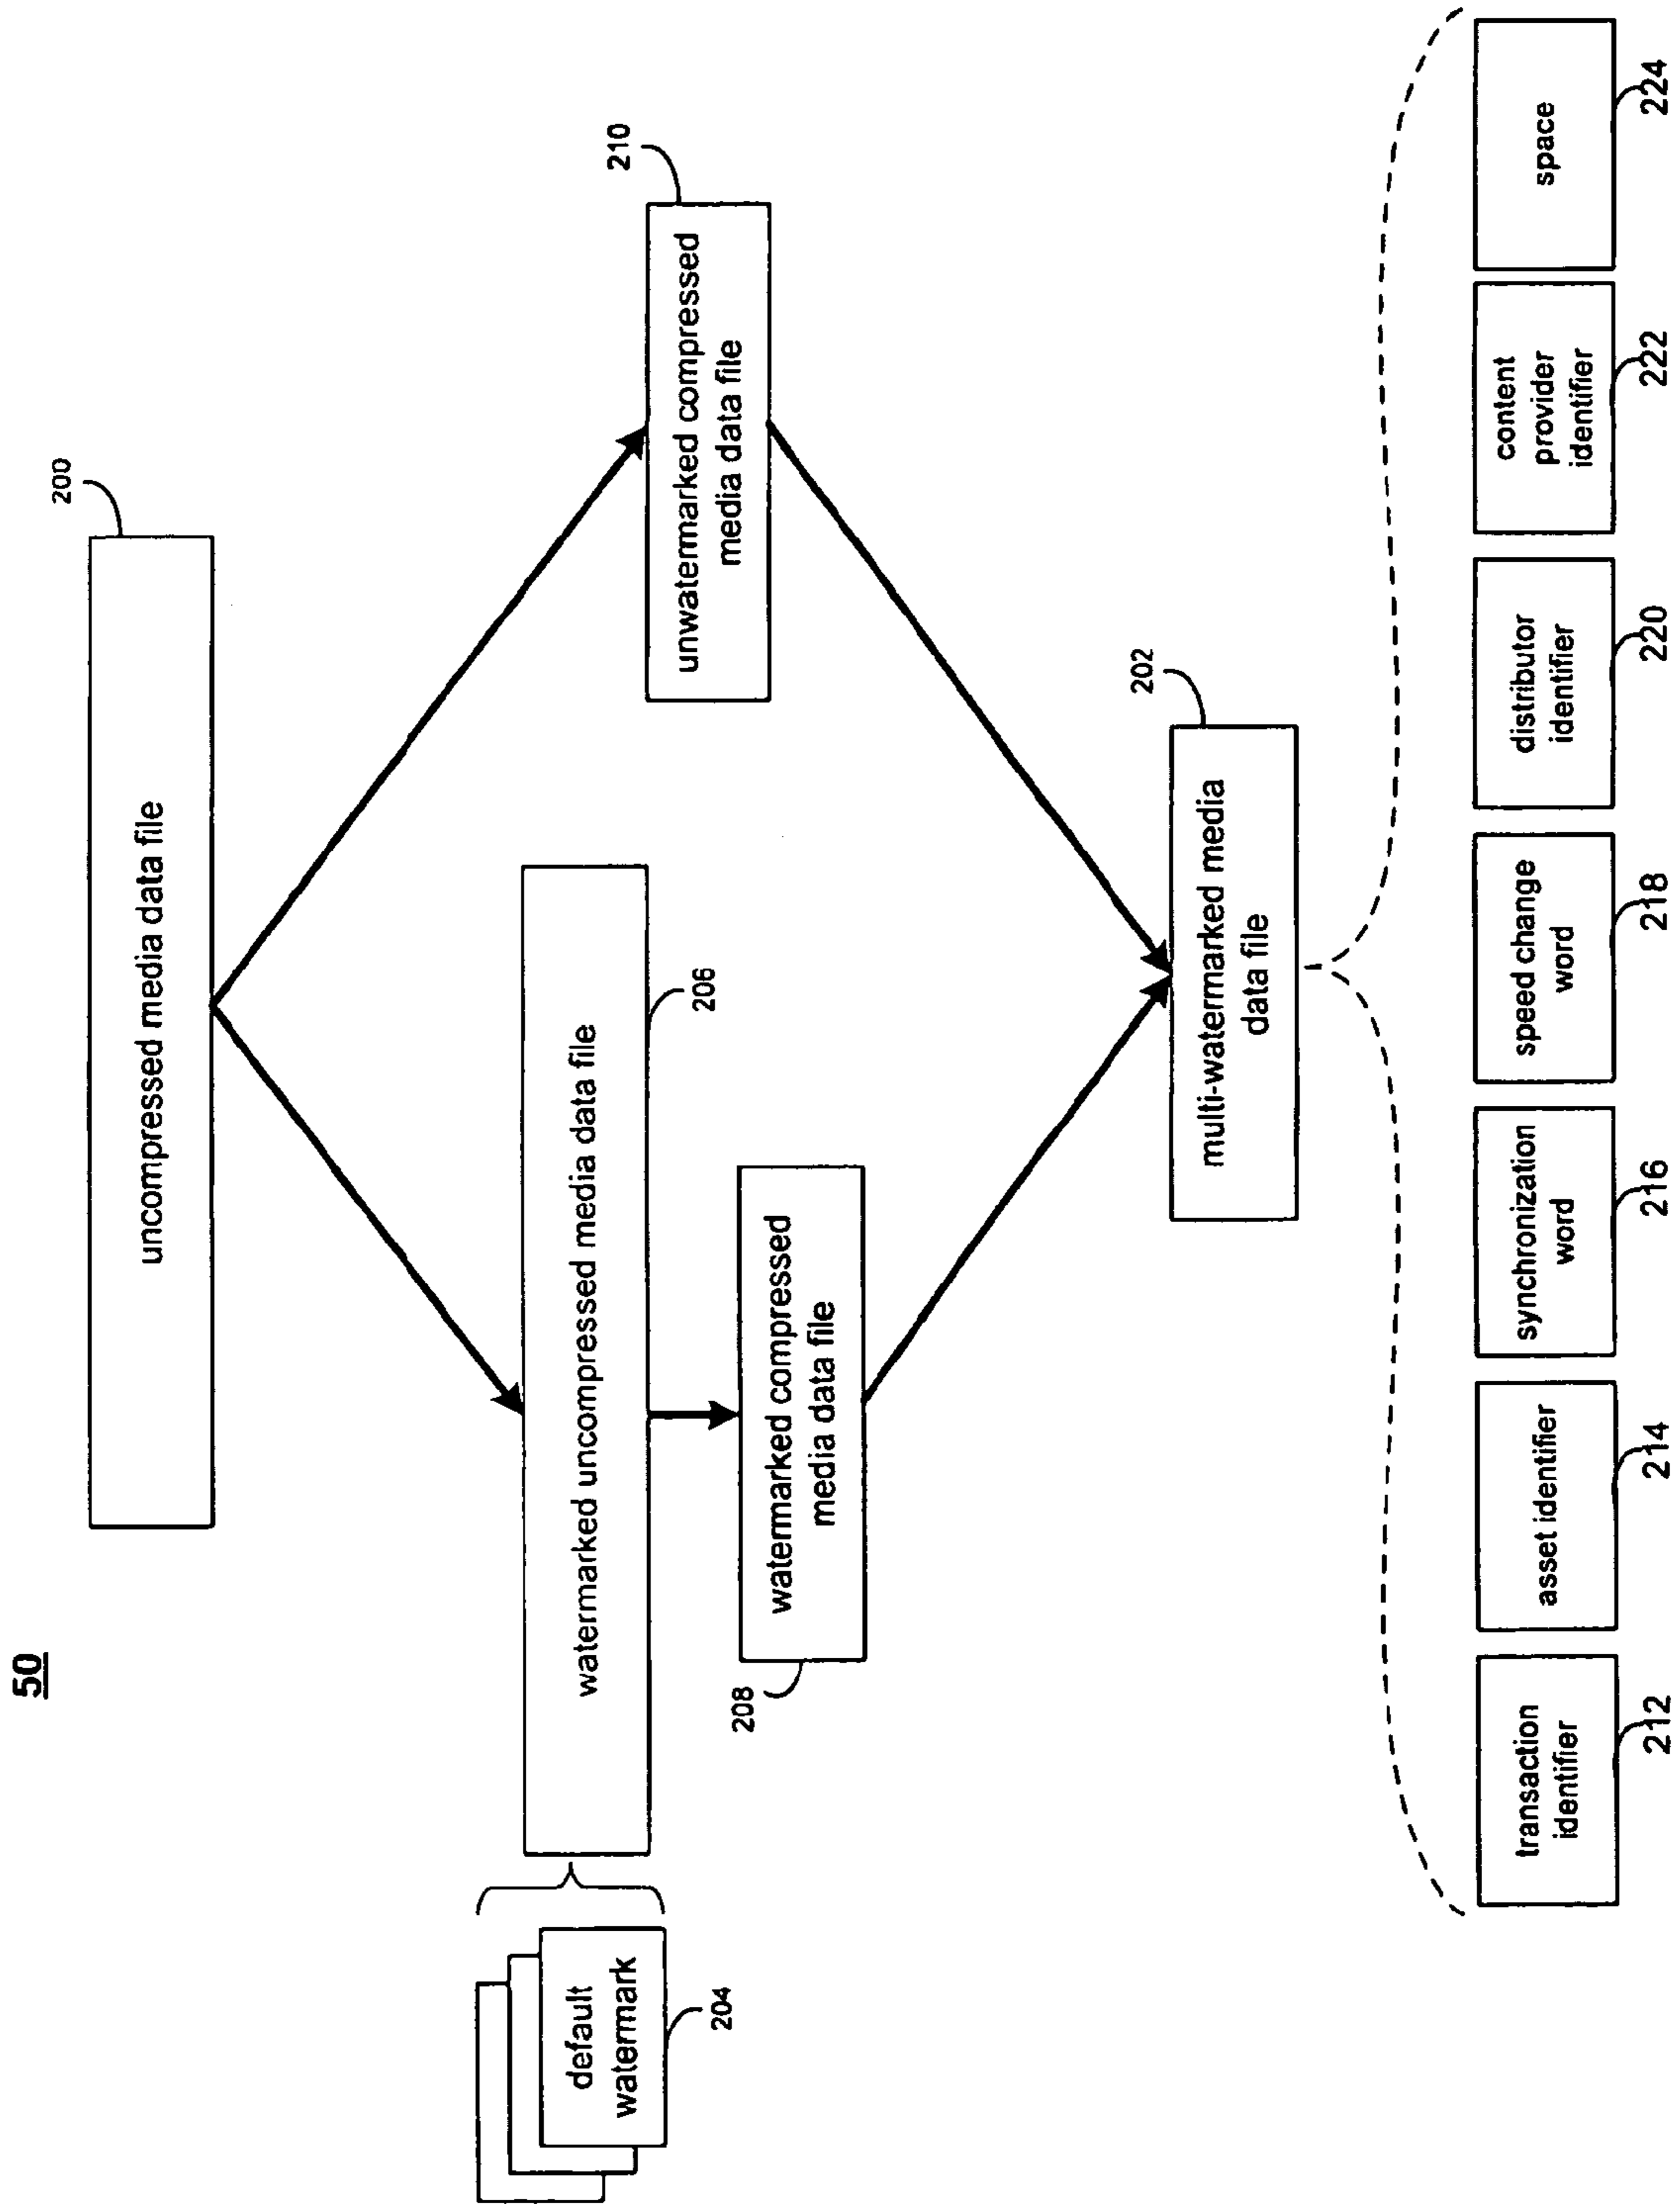 50
uncompressed media data file
200
default
watermark
204
watermarked uncompressed media data file
206
watermarked compressed
media data file
208
unwatermarked compressed
media data file
210
multi-watermarked media
data file
202
transaction
identifier
212
asset identifier
214
synchronization
word
216
speed change
word
218
distributor
identifier
220
content
provider
identifier
222
space
224